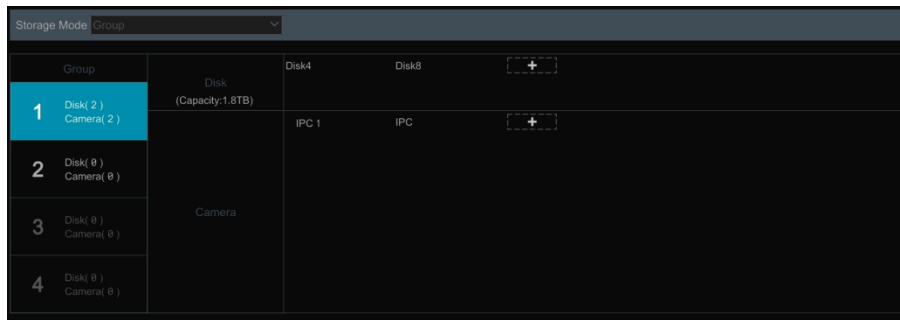 Storage Mode Group
Group
Disk
(Capacity:1.8TB)
Disk4 Disk8 +
1 Disk( 2 )
Camera( 2 )
Camera
IPC 1 IPC +
2 Disk( 0 )
Camera( 0 )
3 Disk( 0 )
Camera( 0 )
4 Disk( 0 )
Camera( 0 )